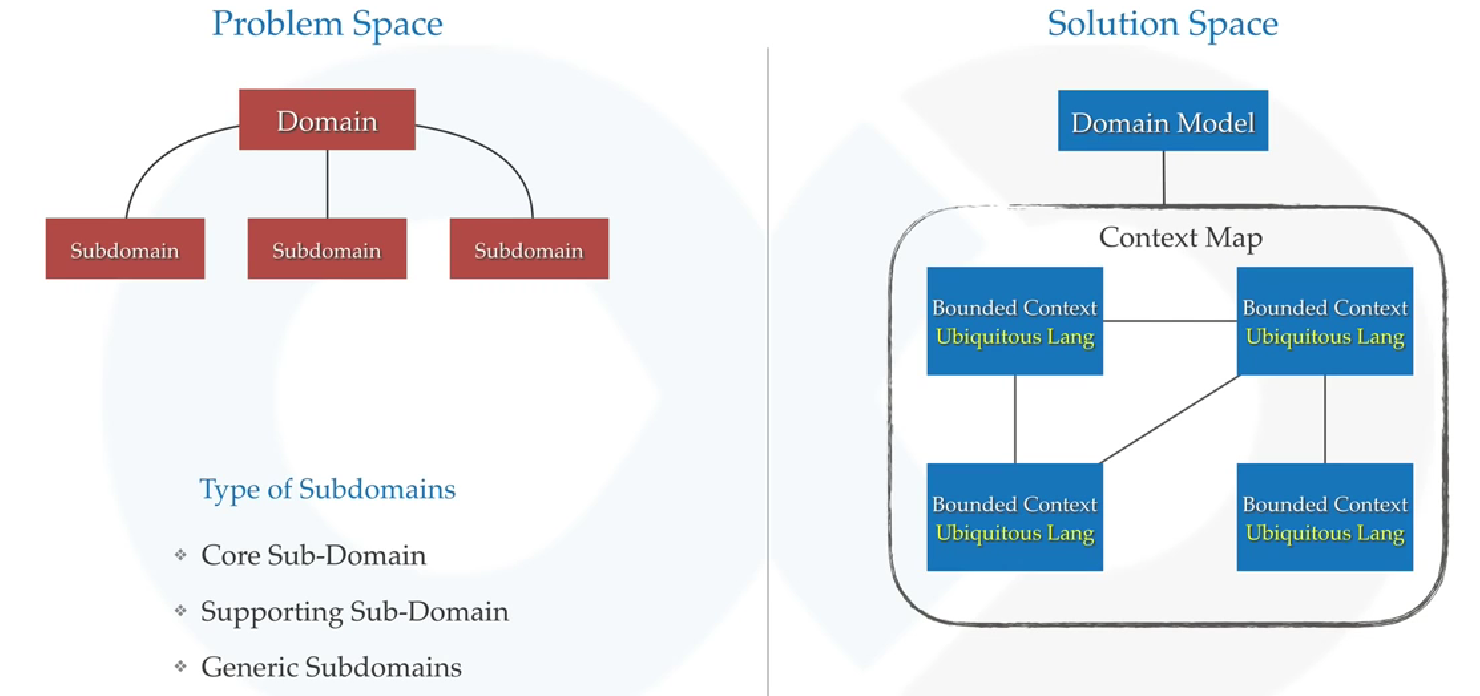 Problem Space
Domain
Subdomain
Subdomain
Subdomain
Type of Subdomains
Core Sub-Domain
Supporting Sub-Domain
Generic Subdomains
Solution Space
Domain Model
Context Map
Bounded Context
Ubiquitous Lang
Bounded Context
Ubiquitous Lang
Bounded Context
Ubiquitous Lang
Bounded Context
Ubiquitous Lang